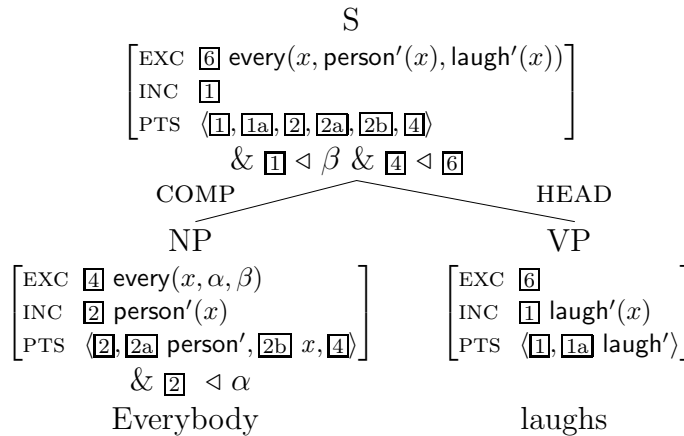 S
EXC 6 every(x, person′(x), laugh′(x))
INC 1
PTS ⟨1, 1a, 2, 2a, 2b, 4⟩
& 1 ◁ β & 4 ◁ 6
COMP HEAD
NP VP
EXC 4 every(x, α, β) EXC 6
INC 2 person′(x) INC 1 laugh′(x)
PTS ⟨2, 2a person′, 2b x, 4⟩ PTS ⟨1, 1a laugh′⟩
& 2 ◁ α
Everybody laughs